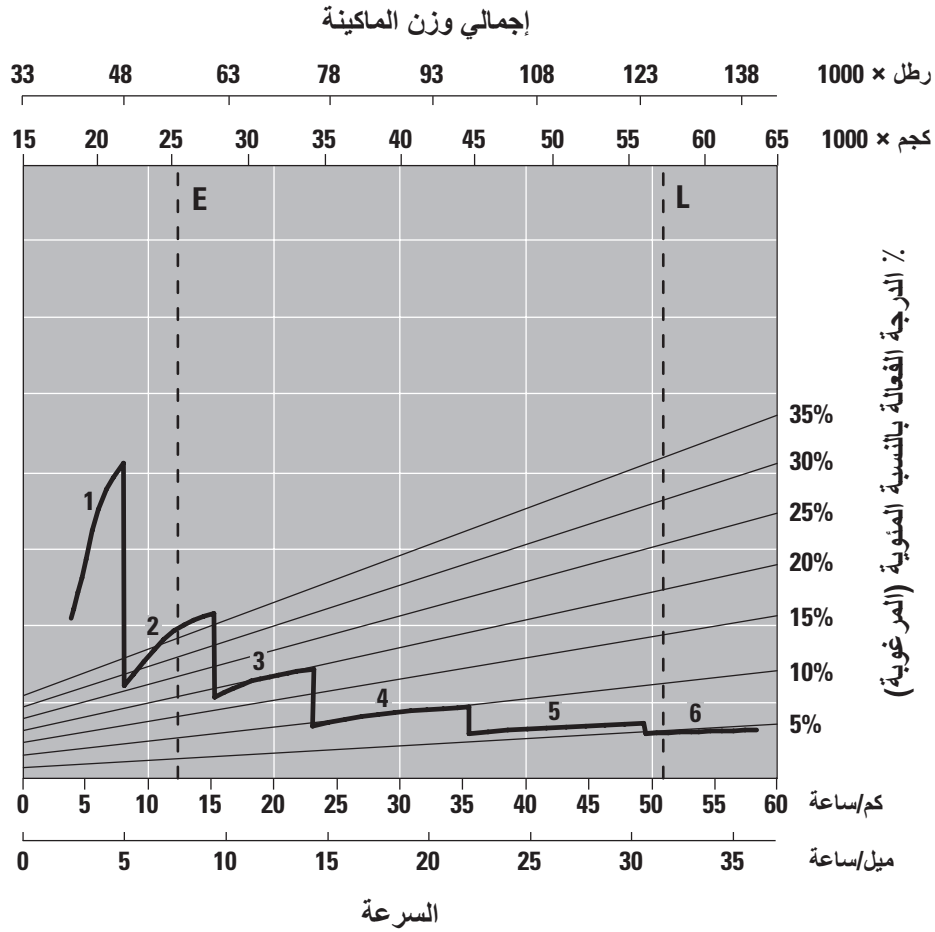 إجمالي وزن الماكينة
33 48 63 78 93 108 123 138 رطل × 1000
15 20 25 30 35 40 45 50 55 60 65 كجم × 1000
E L
% الدرجة الفعالة بالنسبة المئوية (المرغوبة)
35%
30%
25%
20%
15%
10%
5%
1
2
3
4
5
6
0 5 10 15 20 25 30 35 40 45 50 55 60 كم/ساعة
0 5 10 15 20 25 30 35 ميل/ساعة
السرعة